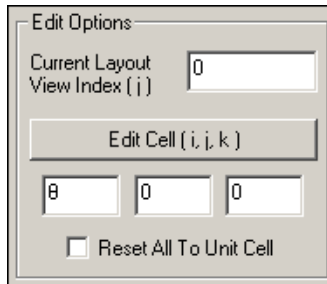 Edit Options
Current Layout
View Index ( j )
0
Edit Cell ( i, j, k )
8 0 0
Reset All To Unit Cell